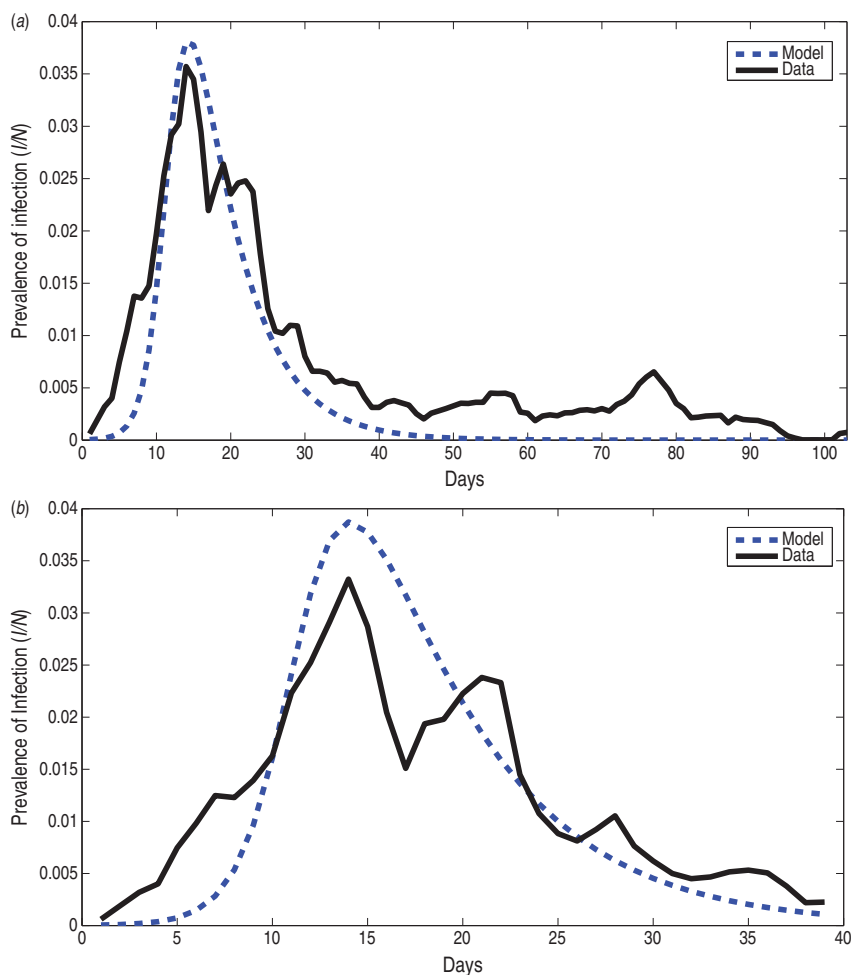 (a)
0.04
0.035
0.03
0.025
0.02
0.015
0.01
0.005
0
Prevalence of infection (I/N)
Model
Data
0 10 20 30 40 50 60 70 80 90 100
Days
(b)
0.04
0.035
0.03
0.025
0.02
0.015
0.01
0.005
0
Prevalence of Infection (I/N)
Model
Data
0 5 10 15 20 25 30 35 40
Days